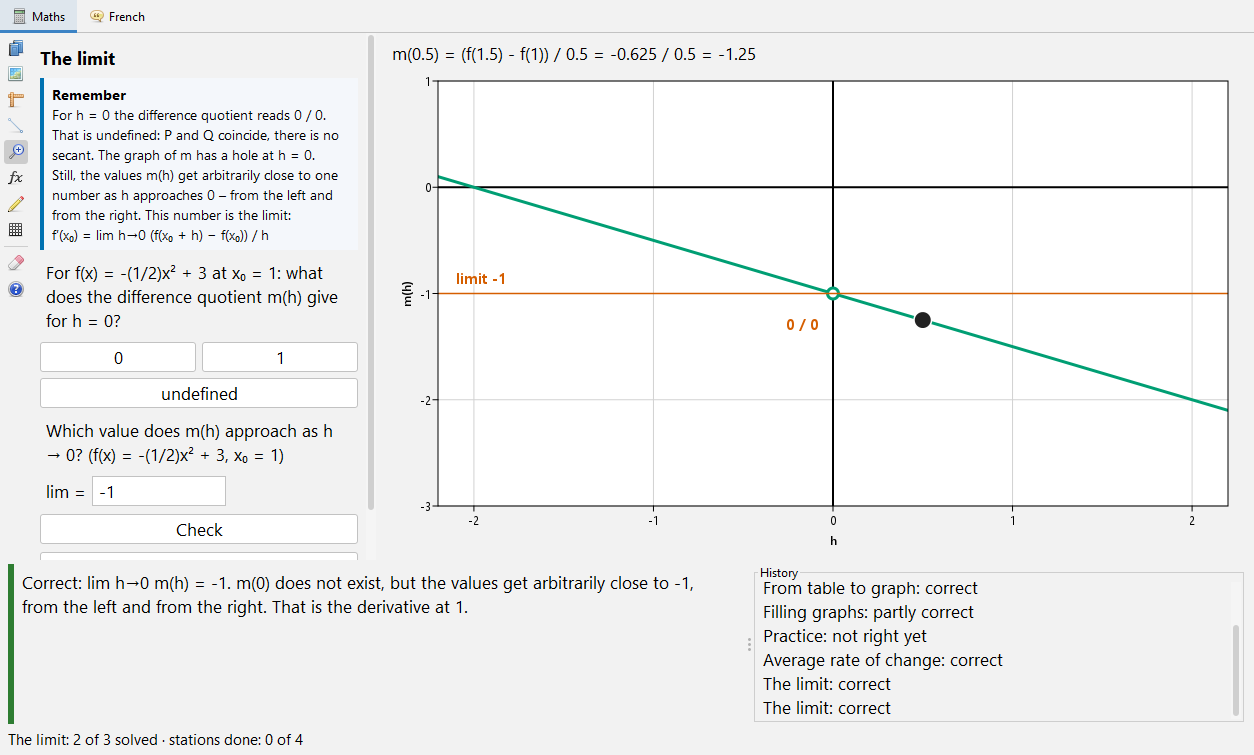 Maths
French
The limit
Remember
For h = 0 the difference quotient reads 0 / 0.
That is undefined: P and Q coincide, there is no
secant. The graph of m has a hole at h = 0.
Still, the values m(h) get arbitrarily close to one
number as h approaches 0 – from the left and
from the right. This number is the limit:
f'(x₀) = lim h→0 (f(x₀ + h) − f(x₀)) / h
For f(x) = -(1/2)x² + 3 at x₀ = 1: what
does the difference quotient m(h) give
for h = 0?
0
1
undefined
Which value does m(h) approach as h
→ 0? (f(x) = -(1/2)x² + 3, x₀ = 1)
lim = -1
Check
m(0.5) = (f(1.5) - f(1)) / 0.5 = -0.625 / 0.5 = -1.25
1
0
-1
-2
-3
m(h)
limit -1
0 / 0
-2
-1
0
1
2
h
Correct: lim h→0 m(h) = -1. m(0) does not exist, but the values get arbitrarily close to -1,
from the left and from the right. That is the derivative at 1.
History
From table to graph: correct
Filling graphs: partly correct
Practice: not right yet
Average rate of change: correct
The limit: correct
The limit: correct
The limit: 2 of 3 solved · stations done: 0 of 4